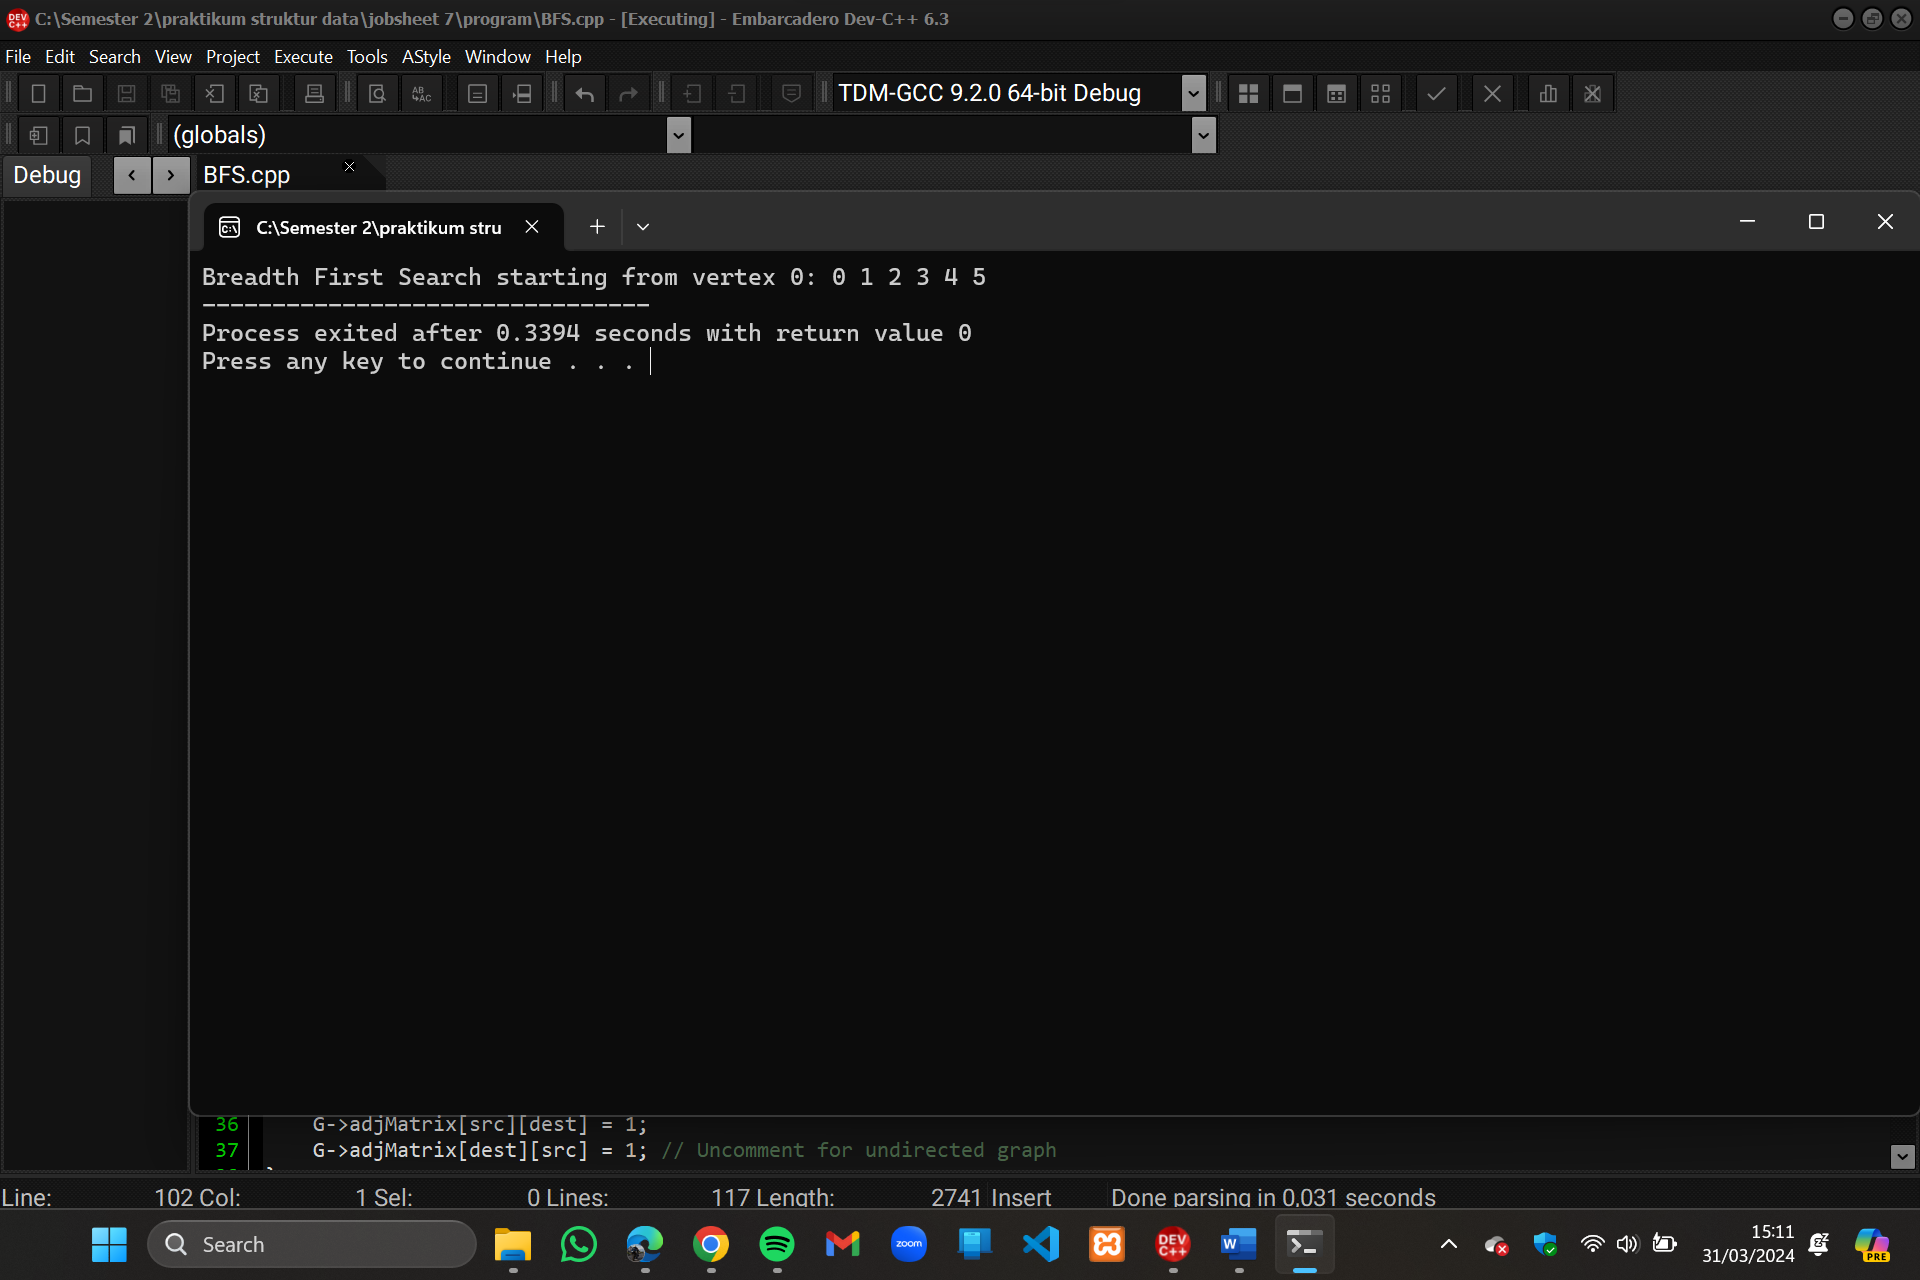 C:\Semester 2\praktikum struktur data\jobsheet 7\program\BFS.cpp - [Executing] - Embarcadero Dev-C++ 6.3
File Edit Search View Project Execute Tools AStyle Window Help
TDM-GCC 9.2.0 64-bit Debug
(globals)
Debug
BFS.cpp
C:\Semester 2\praktikum stru
Breadth First Search starting from vertex 0: 0 1 2 3 4 5
--------------------------------
Process exited after 0.3394 seconds with return value 0
Press any key to continue . . .
36 G->adjMatrix[src][dest] = 1;
37 G->adjMatrix[dest][src] = 1; // Uncomment for undirected graph
Line: 102 Col: 1 Sel: 0 Lines: 117 Length: 2741 Insert Done parsing in 0,031 seconds
Search
zoom
DEV C++
W
15:11
31/03/2024
PRE